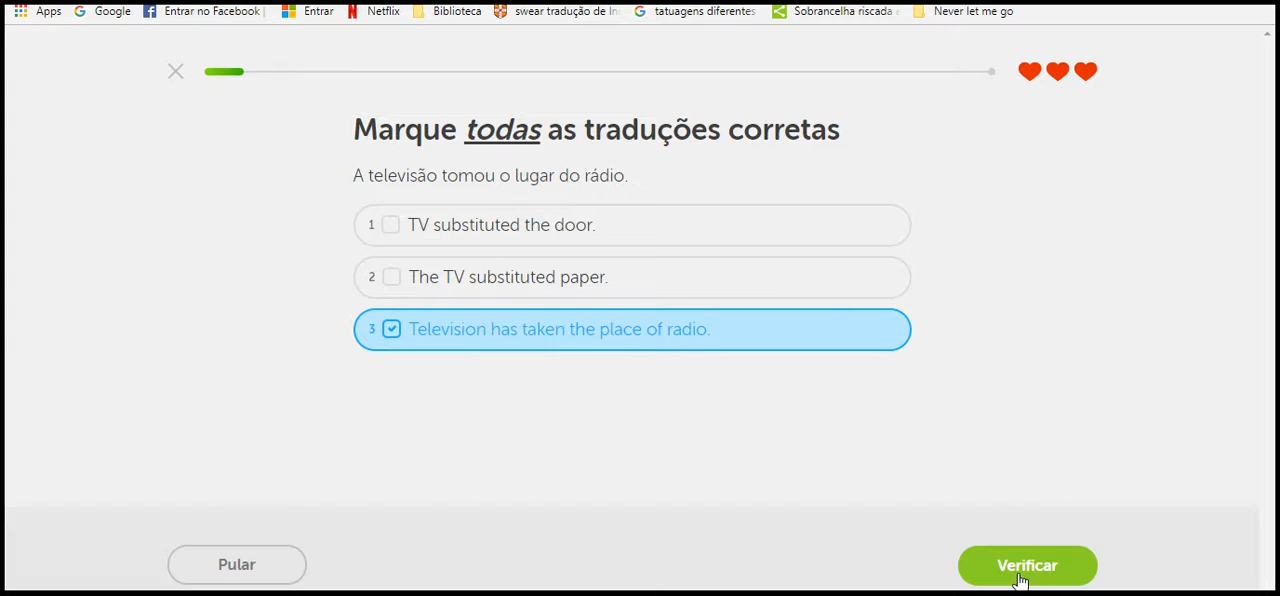 Apps Google Entrar no Facebook Entrar Netflix Biblioteca swear tradução de In tatuagens diferentes Sobrancelha riscada Never let me go
Marque todas as traduções corretas
A televisão tomou o lugar do rádio.
1 TV substituted the door.
2 The TV substituted paper.
3 Television has taken the place of radio.
Pular Verificar